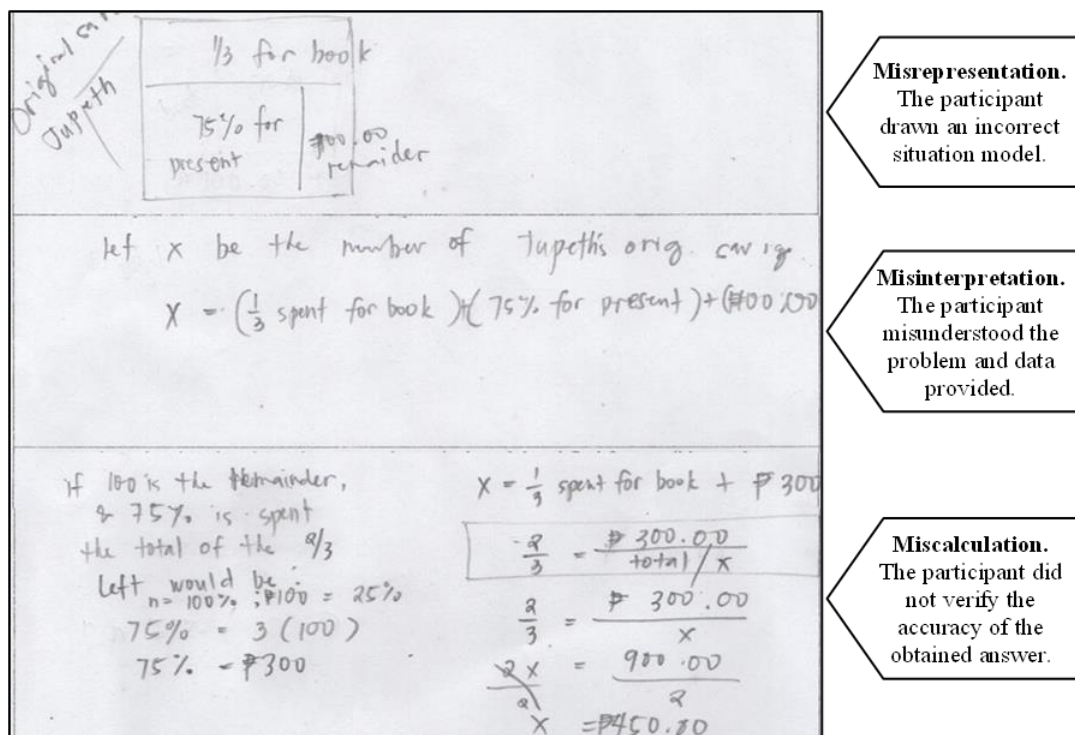 Original
Jupeth
1/3 for book
75% for
present
₱100.00
remaider
Misrepresentation.
The participant
drawn an incorrect
situation model.
let x be the number of Jupeth's orig. saving.
X = (1/3 spent for book) + (75% for present) + (₱100.00
Misinterpretation.
The participant
misunderstood the
problem and data
provided.
if 100 is the Remainder,
& 75% is spent
the total of the 2/3
Left would be
n = 100% ; ₱100 = 25%
75% = 3 (100)
75% = ₱300
X = 1/3 spent for book + ₱300
2/3 = ₱300.00 / total/x
2/3 = ₱300.00 / x
2x / 2 = 900.00 / 2
X = ₱450.00
Miscalculation.
The participant did
not verify the
accuracy of the
obtained answer.